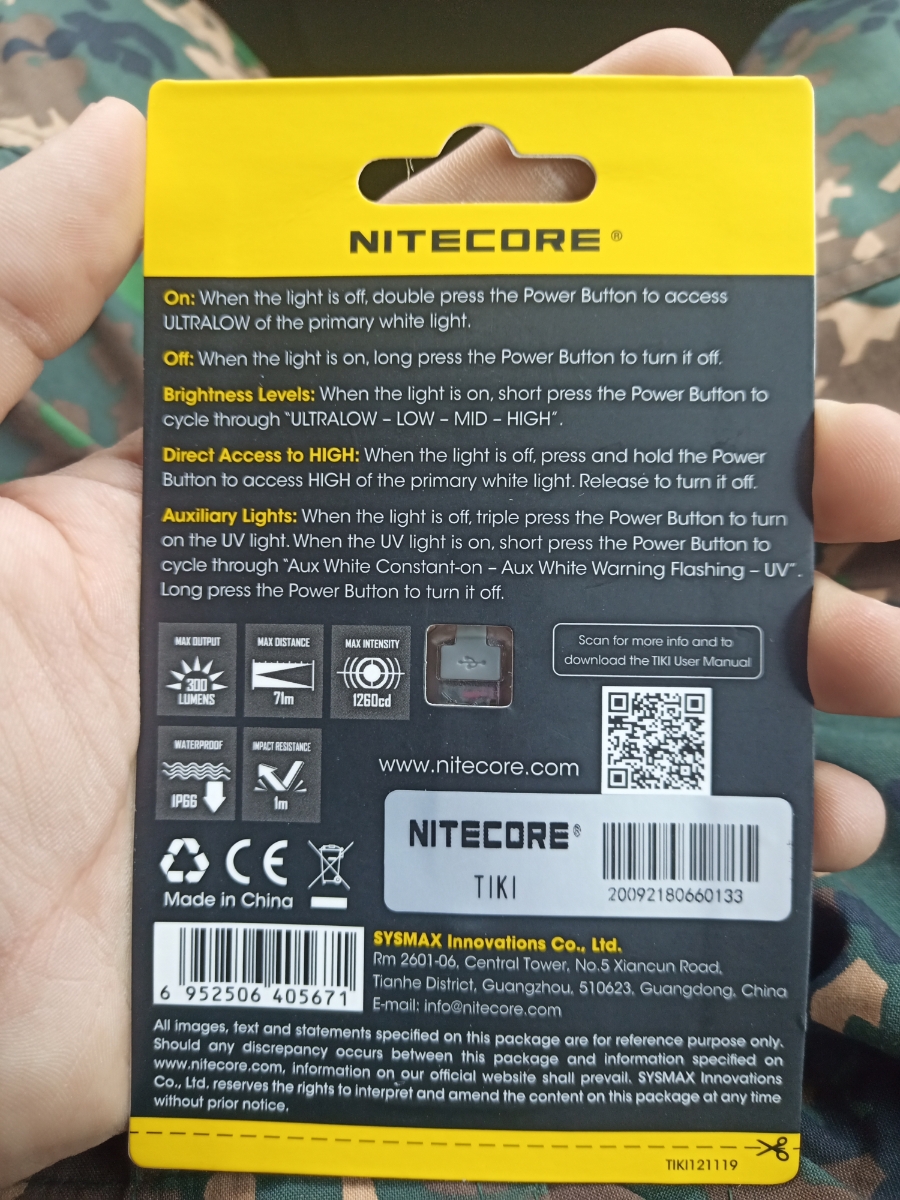 NITECORE®
On: When the light is off, double press the Power Button to access
ULTRALOW of the primary white light.
Off: When the light is on, long press the Power Button to turn it off.
Brightness Levels: When the light is on, short press the Power Button to
cycle through "ULTRALOW – LOW – MID – HIGH".
Direct Access to HIGH: When the light is off, press and hold the Power
Button to access HIGH of the primary white light. Release to turn it off.
Auxiliary Lights: When the light is off, triple press the Power Button to turn
on the UV light. When the UV light is on, short press the Power Button to
cycle through "Aux White Constant-on – Aux White Warning Flashing – UV".
Long press the Power Button to turn it off.
MAX OUTPUT
300
LUMENS
MAX DISTANCE
71m
MAX INTENSITY
1260cd
Scan for more info and to
download the TIKI User Manual
WATERPROOF
IP66
IMPACT RESISTANCE
1m
www.nitecore.com
CE
Made in China
NITECORE®
TIKI
20092180660133
6 952506 405671
SYSMAX Innovations Co., Ltd.
Rm 2601-06, Central Tower, No.5 Xiancun Road,
Tianhe District, Guangzhou, 510623, Guangdong, China
E-mail: info@nitecore.com
All images, text and statements specified on this package are for reference purpose only.
Should any discrepancy occurs between this package and information specified on
www.nitecore.com, information on our official website shall prevail. SYSMAX Innovations
Co., Ltd. reserves the rights to interpret and amend the content on this package at any time
without prior notice.
TIKI121119